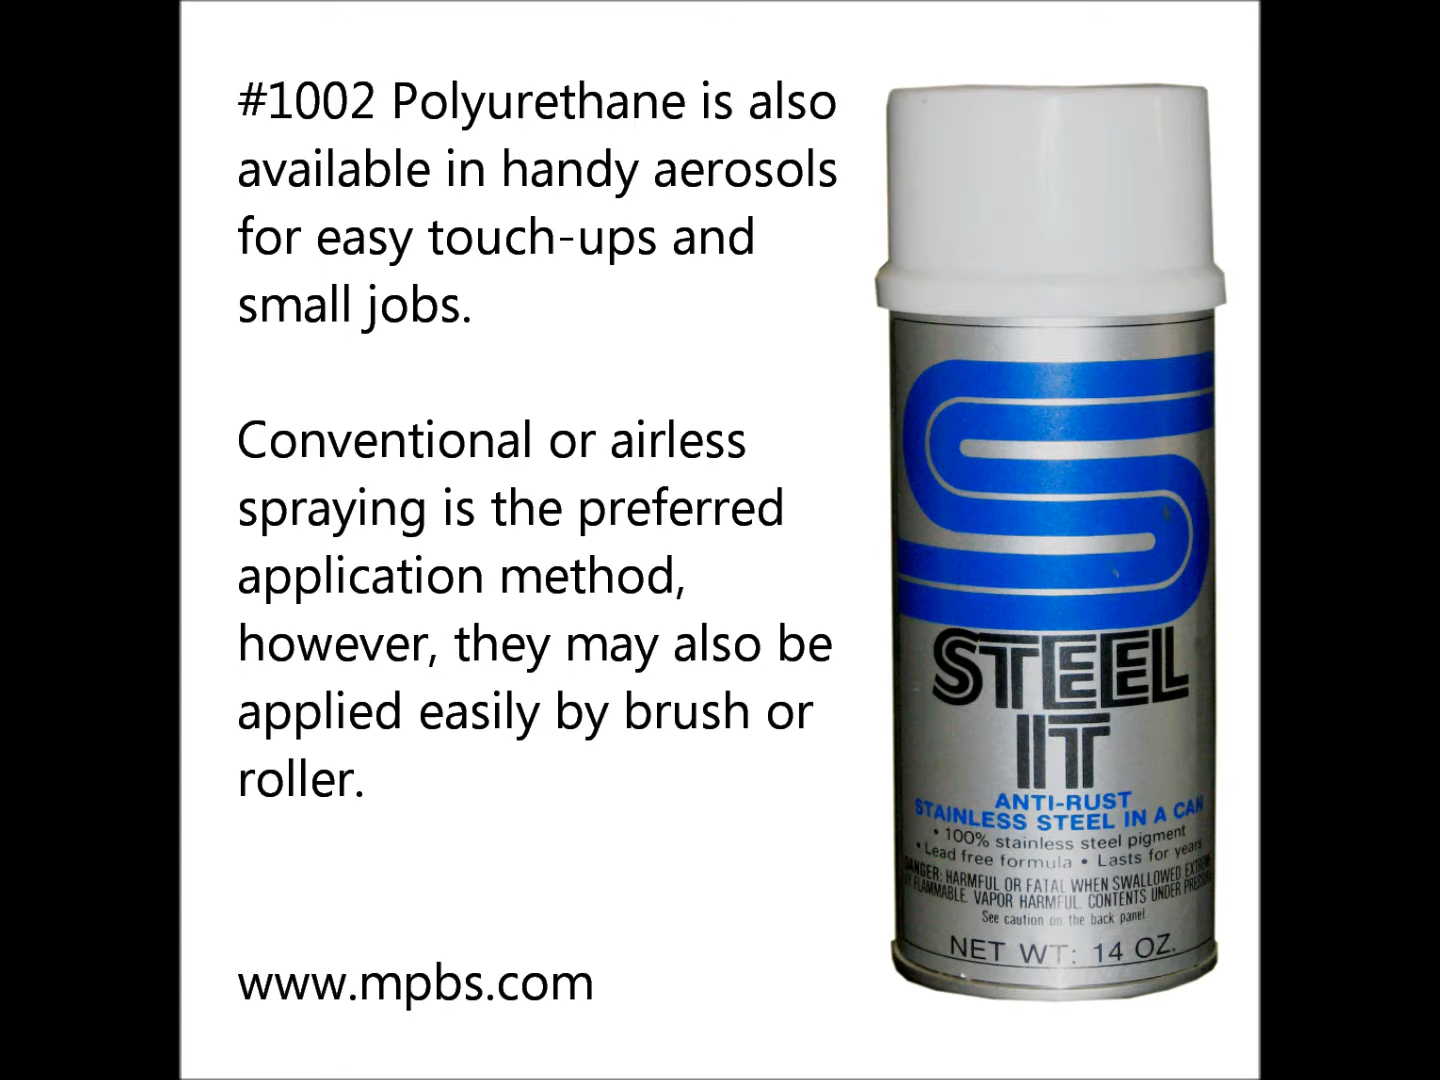 #1002 Polyurethane is also
available in handy aerosols
for easy touch-ups and
small jobs.
Conventional or airless
spraying is the preferred
application method,
however, they may also be
applied easily by brush or
roller.
www.mpbs.com
STEEL
IT
ANTI-RUST
STAINLESS STEEL IN A CAN
• 100% stainless steel pigment
• Lead free formula • Lasts for years
DANGER: HARMFUL OR FATAL WHEN SWALLOWED
FLAMMABLE. VAPOR HARMFUL. CONTENTS UNDER
See caution on the back panel
NET WT: 14 OZ.